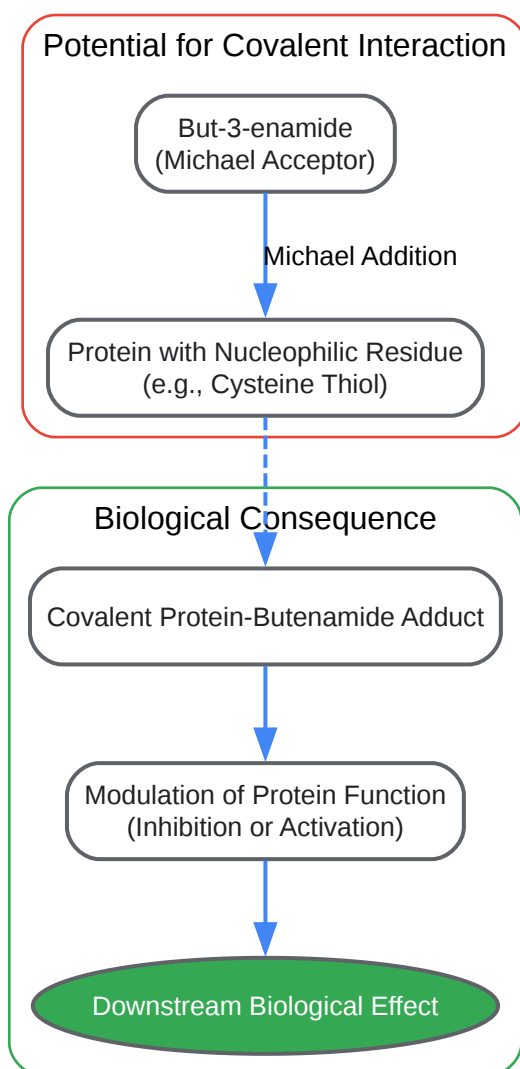 Potential for Covalent Interaction
But-3-enamide
(Michael Acceptor)
Michael Addition
Protein with Nucleophilic Residue
(e.g., Cysteine Thiol)
Biological Consequence
Covalent Protein-Butenamide Adduct
Modulation of Protein Function
(Inhibition or Activation)
Downstream Biological Effect